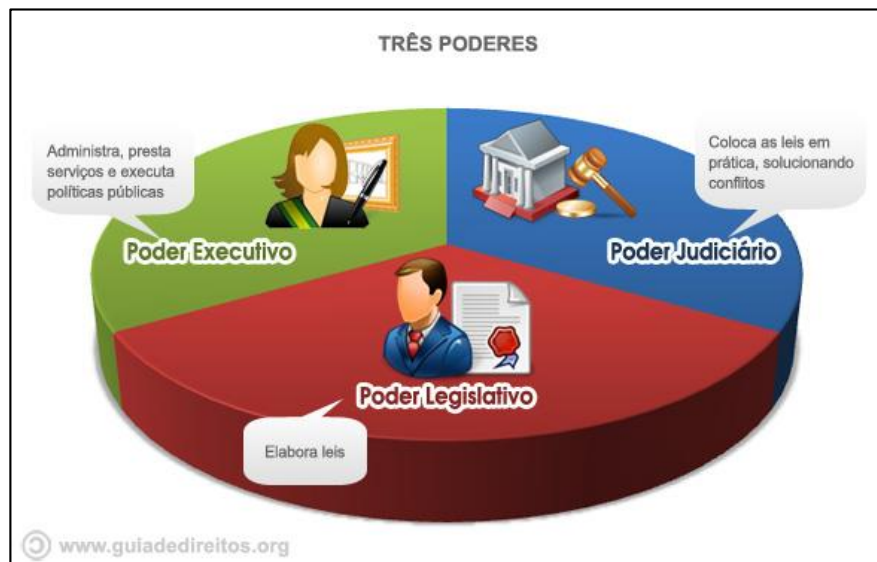 TRÊS PODERES
Administra, presta
serviços e executa
políticas públicas
Poder Executivo
Coloca as leis em
prática, solucionando
conflitos
Poder Judiciário
Poder Legislativo
Elabora leis
www.guiadedireitos.org